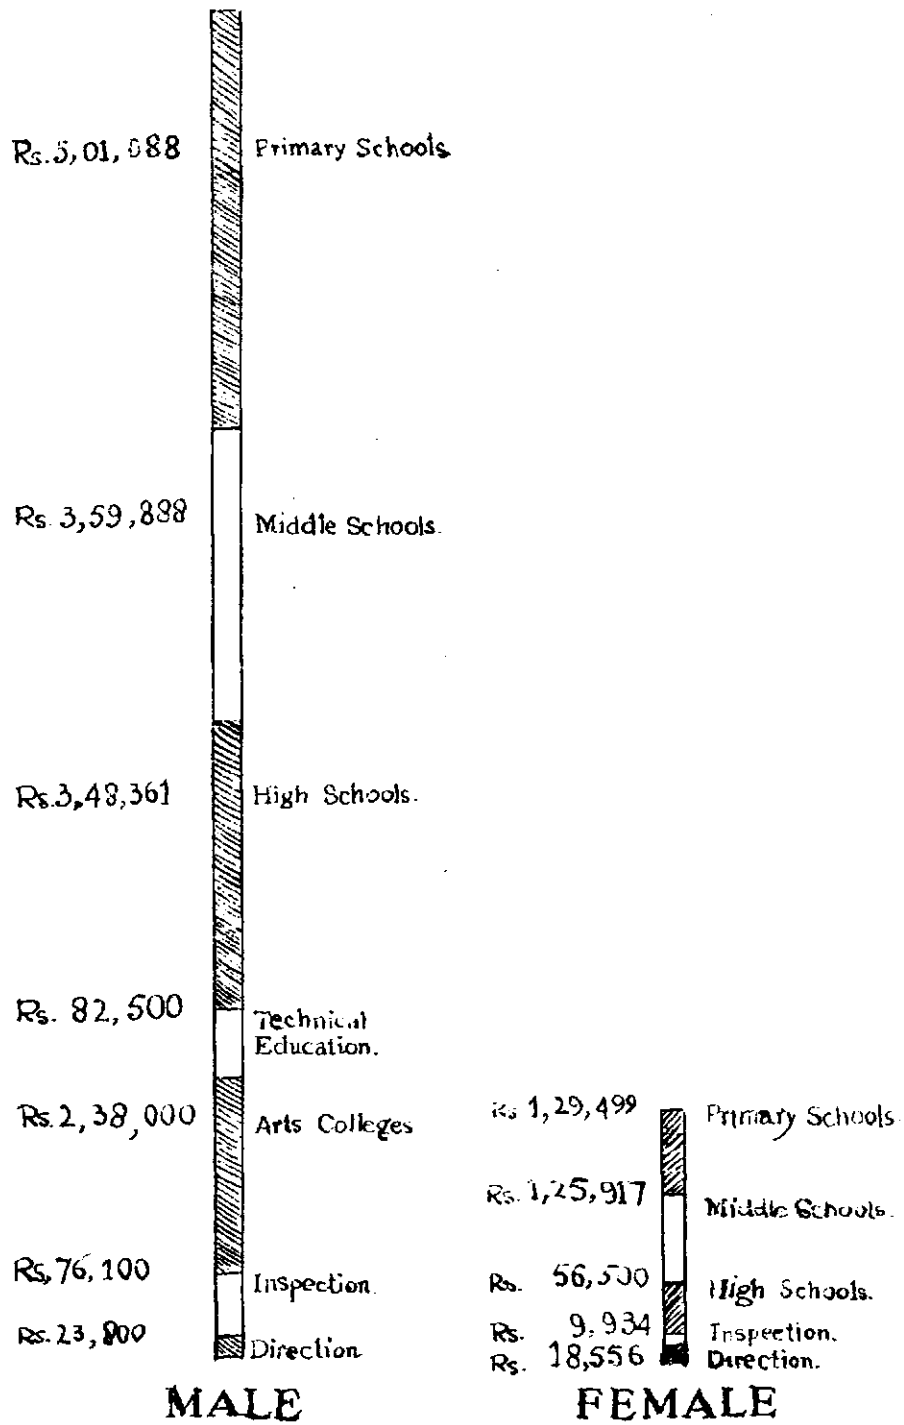 Rs. 5,01,088 Primary Schools.
Rs. 3,59,888 Middle Schools.
Rs. 3,48,361 High Schools.
Rs. 82,500 Technical
Education.
Rs. 2,38,000 Arts Colleges
Rs. 76,100 Inspection.
Rs. 23,800 Direction
MALE
Rs 1,29,499 Primary Schools.
Rs. 1,25,917 Middle Schools.
Rs. 56,500 High Schools.
Rs. 9,934 Inspection.
Rs. 18,556 Direction.
FEMALE